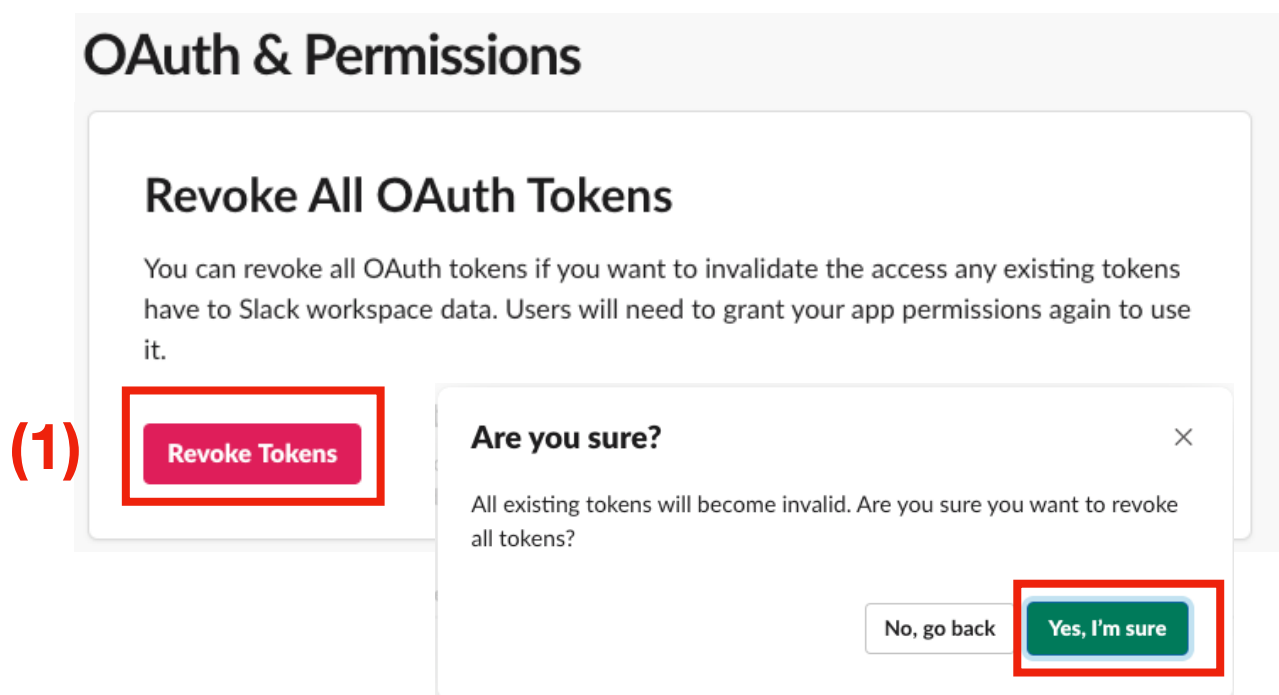 OAuth & Permissions
Revoke All OAuth Tokens
You can revoke all OAuth tokens if you want to invalidate the access any existing tokens
have to Slack workspace data. Users will need to grant your app permissions again to use
it.
(1)
Revoke Tokens
Are you sure?
All existing tokens will become invalid. Are you sure you want to revoke
all tokens?
No, go back
Yes, I'm sure